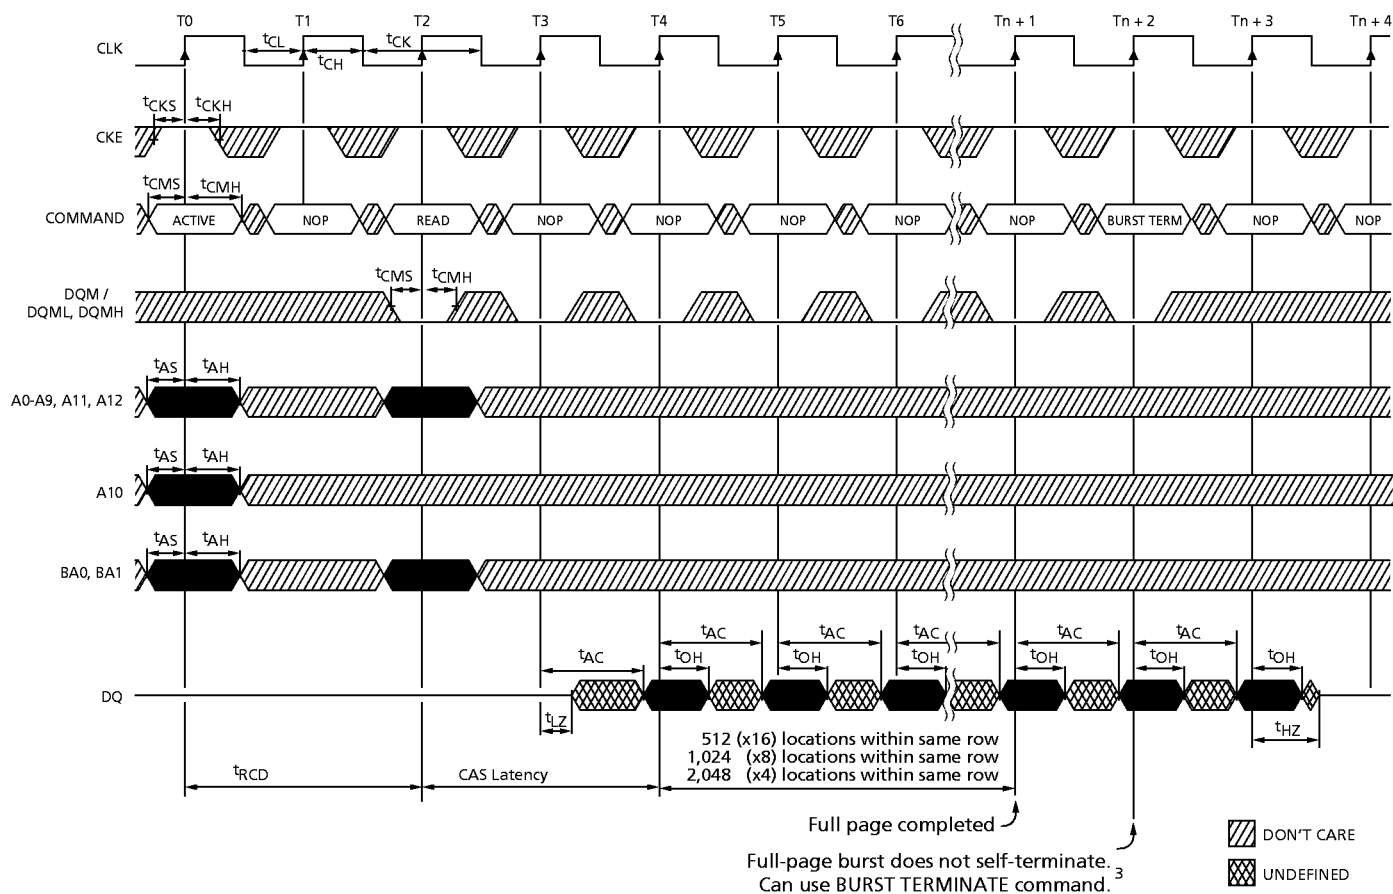 T0 T1 T2 T3 T4 T5 T6 Tn + 1 Tn + 2 Tn + 3 Tn + 4
CLK
tCL tCK
tCH
tCKS tCKH
CKE
tCMS tCMH
COMMAND ACTIVE NOP READ NOP NOP NOP NOP NOP BURST TERM NOP NOP
tCMS tCMH
DQM /
DQML, DQMH
tAS tAH
A0-A9, A11, A12
tAS tAH
A10
tAS tAH
BA0, BA1
tAC tAC tAC tAC tAC tAC
tOH tOH tOH tOH tOH tOH
DQ
tLZ tHZ
512 (x16) locations within same row
1,024 (x8) locations within same row
2,048 (x4) locations within same row
tRCD CAS Latency
Full page completed
Full-page burst does not self-terminate.
Can use BURST TERMINATE command. 3
DON'T CARE
UNDEFINED